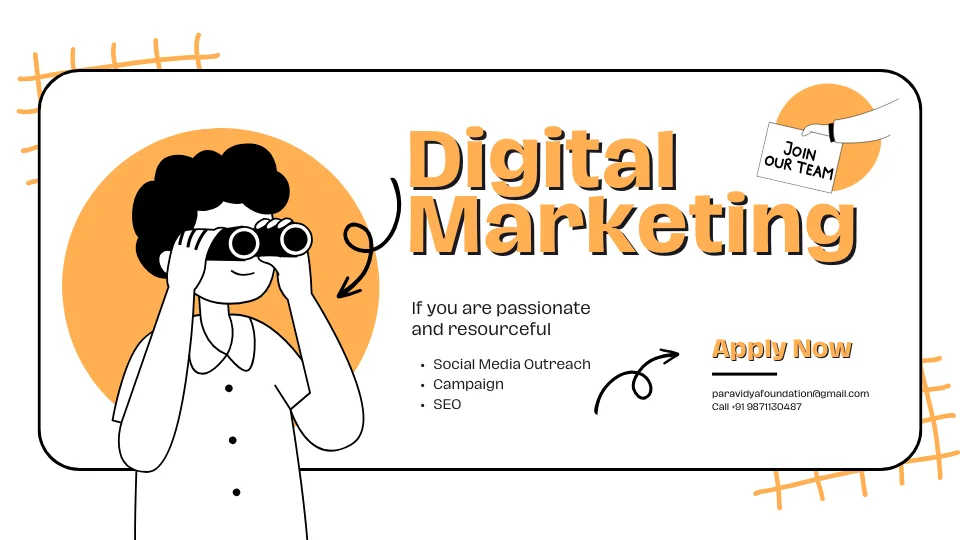 Digital
Marketing
JOIN
OUR TEAM
If you are passionate
and resourceful
• Social Media Outreach
• Campaign
• SEO
Apply Now
paravidyafoundation@gmail.com
Call +91 9871130487